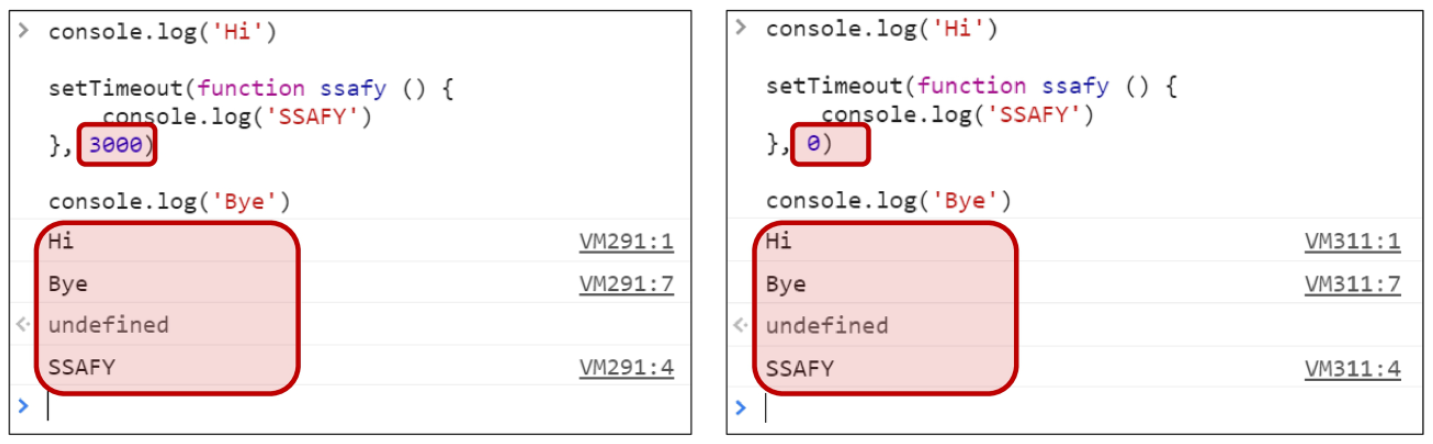 > console.log('Hi')
setTimeout(function ssafy () {
console.log('SSAFY')
}, 3000)
console.log('Bye')
Hi VM291:1
Bye VM291:7
undefined
SSAFY VM291:4
>
> console.log('Hi')
setTimeout(function ssafy () {
console.log('SSAFY')
}, 0)
console.log('Bye')
Hi VM311:1
Bye VM311:7
undefined
SSAFY VM311:4
>